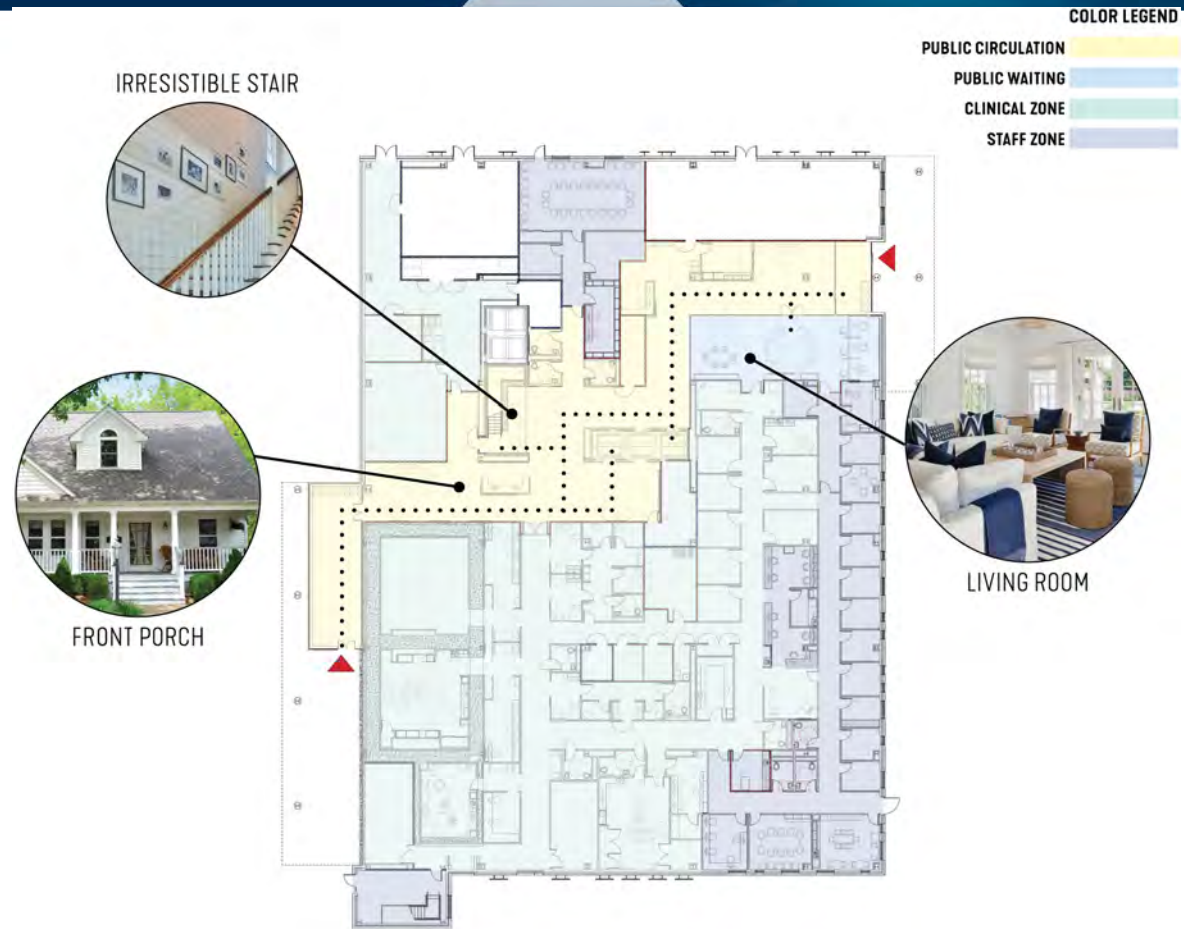 COLOR LEGEND
PUBLIC CIRCULATION
PUBLIC WAITING
CLINICAL ZONE
STAFF ZONE
IRRESISTIBLE STAIR
FRONT PORCH
LIVING ROOM